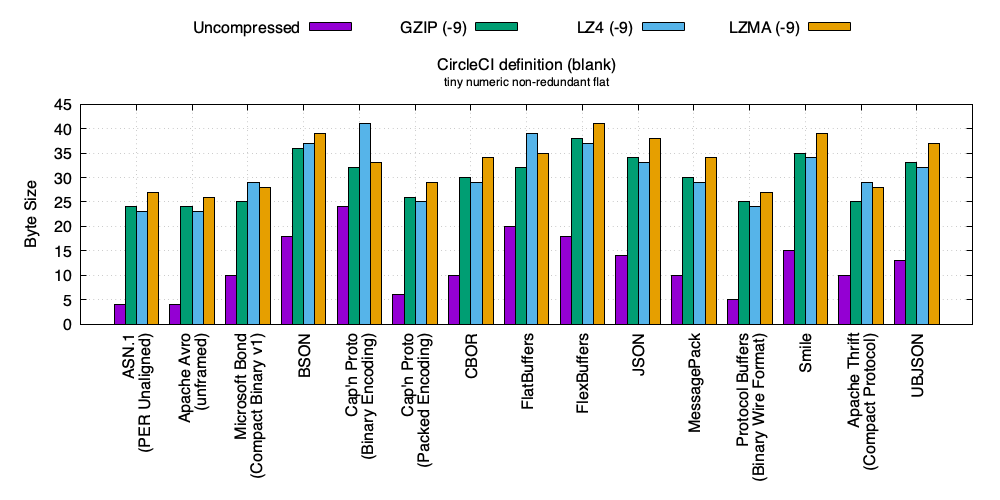 Uncompressed GZIP (-9) LZ4 (-9) LZMA (-9)
CircleCI definition (blank)
tiny numeric non-redundant flat
Byte Size
45
40
35
30
25
20
15
10
5
0
ASN.1
(PER Unaligned)
Apache Avro
(unframed)
Microsoft Bond
(Compact Binary v1)
BSON
Cap'n Proto
(Binary Encoding)
Cap'n Proto
(Packed Encoding)
CBOR
FlatBuffers
FlexBuffers
JSON
MessagePack
Protocol Buffers
(Binary Wire Format)
Smile
Apache Thrift
(Compact Protocol)
UBJSON